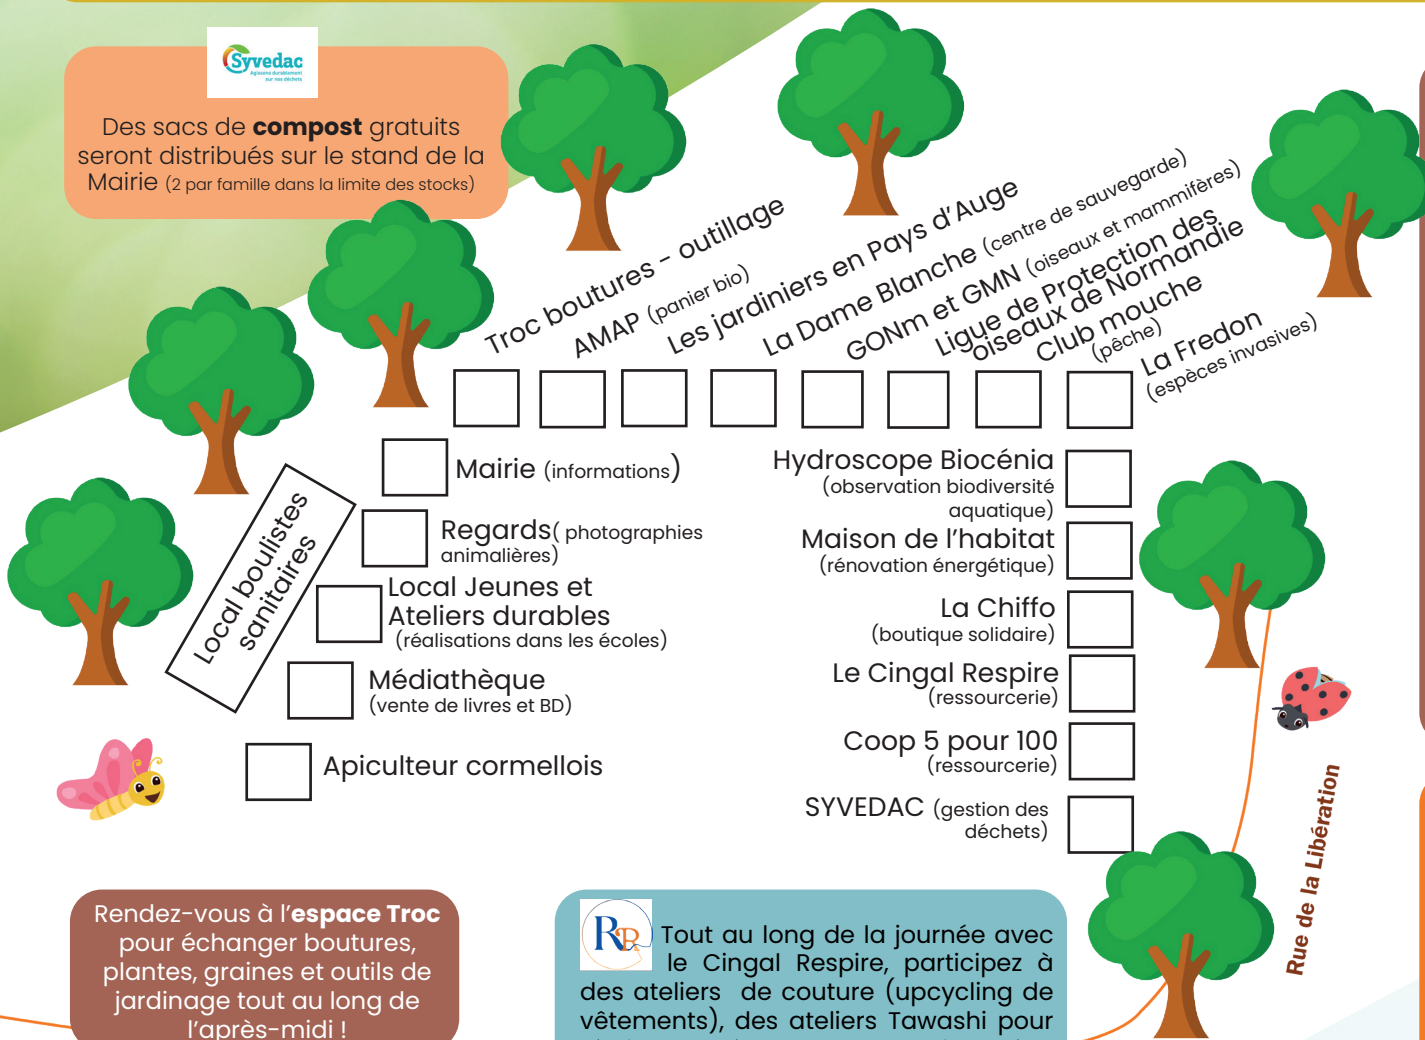 Syvedac
Agissons durablement
sur nos déchets
Des sacs de compost gratuits
seront distribués sur le stand de la
Mairie (2 par famille dans la limite des stocks)
Troc boutures - outillage
AMAP (panier bio)
Les jardiniers en Pays d'Auge
La Dame Blanche (centre de sauvegarde)
GONm et GMN (oiseaux et mammifères)
Ligue de Protection des
oiseaux de Normandie
Club mouche
(pêche)
La Fredon
(espèces invasives)
Mairie (informations)
Regards( photographies
animalières)
Local Jeunes et
Ateliers durables
(réalisations dans les écoles)
Médiathèque
(vente de livres et BD)
Apiculteur cormellois
Local boulistes
sanitaires
Hydroscope Biocénia
(observation biodiversité
aquatique)
Maison de l'habitat
(rénovation énergétique)
La Chiffo
(boutique solidaire)
Le Cingal Respire
(ressourcerie)
Coop 5 pour 100
(ressourcerie)
SYVEDAC (gestion des
déchets)
Rue de la Libération
Rendez-vous à l'espace Troc
pour échanger boutures,
plantes, graines et outils de
jardinage tout au long de
l'après-midi !
Tout au long de la journée avec
le Cingal Respire, participez à
des ateliers de couture (upcycling de
vêtements), des ateliers Tawashi pour